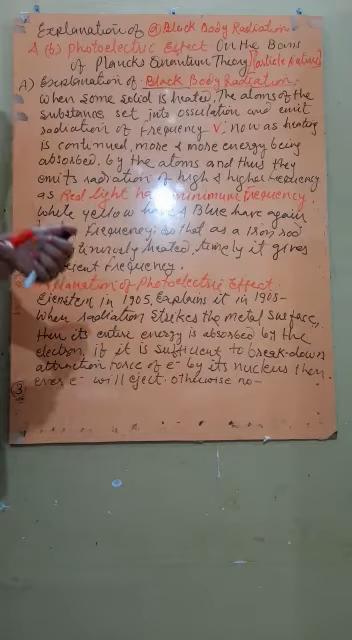 Explanation of (a) Black Body Radiation
& (b) Photoelectric Effect On the Basis
of Plancks Quantum Theory [Particle Nature]
A) Explanation of Black Body Radiation.
When Some Solid is heated, The atoms of the
substance set into ossulation and emit
radiation of frequency V, now as heating
is continued, more & more energy being
absorbed by the atoms and thus they
emits radiation of high & higher frequency
as Red light has minimum frequency
while yellow have & Blue have again
Frequency, so that as a Iron rod
heated, timely it gives
frequency.
Explanation of Photoelectric Effect:
Eienstein in 1905, Explains it in 1905-
When radiation strikes the metal surface,
then its entire energy is absorbed by the
electron, if it is sufficient to break-down
attraction force of e- by its nucleus then
e- will eject. otherwise no-